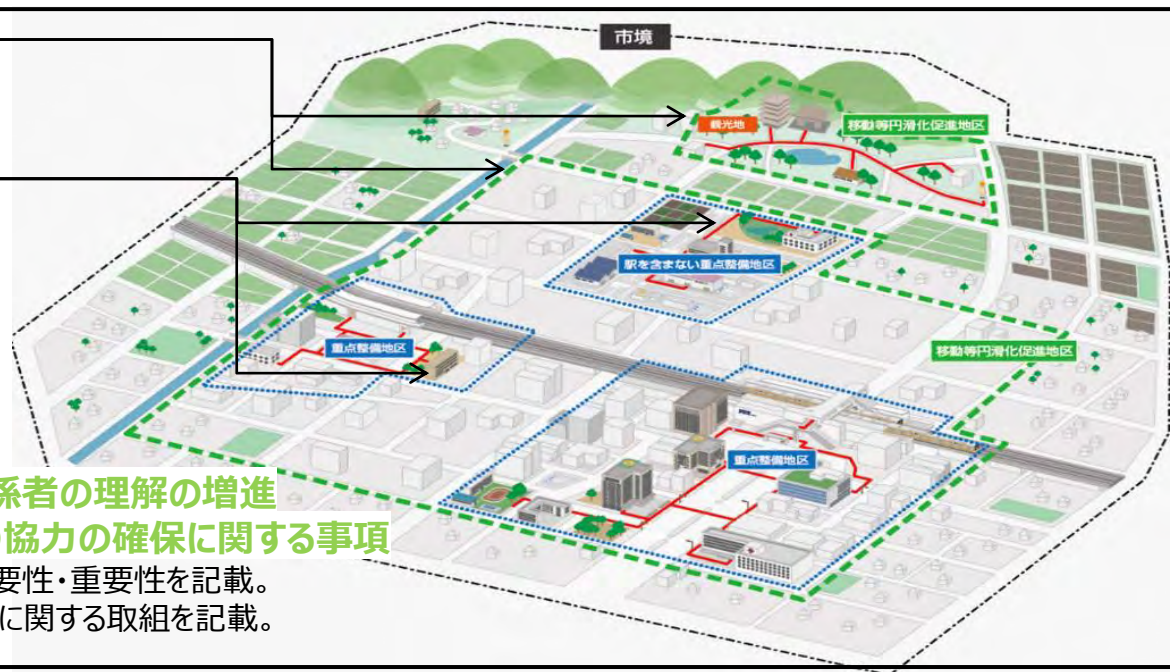 市境
観光地
移動等円滑化促進地区
駅を含まない重点整備地区
重点整備地区
移動等円滑化促進地区
重点整備地区
係者の理解の増進
協力の確保に関する事項
要性・重要性を記載。
に関する取組を記載。